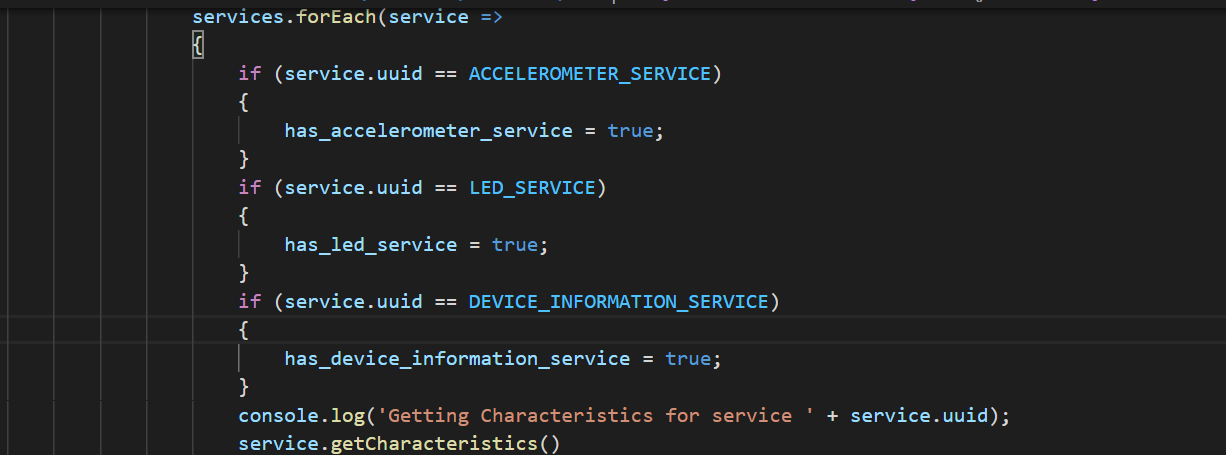 services.forEach(service =>
{
if (service.uuid == ACCELEROMETER_SERVICE)
{
has_accelerometer_service = true;
}
if (service.uuid == LED_SERVICE)
{
has_led_service = true;
}
if (service.uuid == DEVICE_INFORMATION_SERVICE)
{
has_device_information_service = true;
}
console.log('Getting Characteristics for service ' + service.uuid);
service.getCharacteristics()